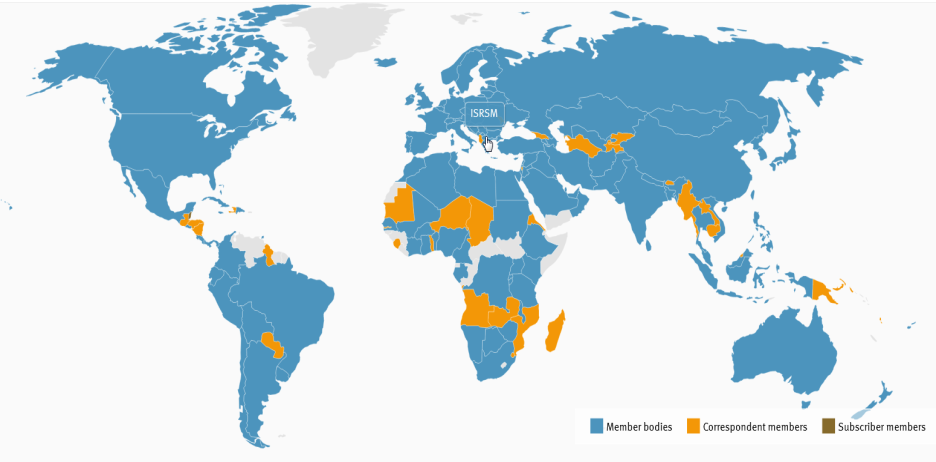 ISRSM
Member bodies
Correspondent members
Subscriber members